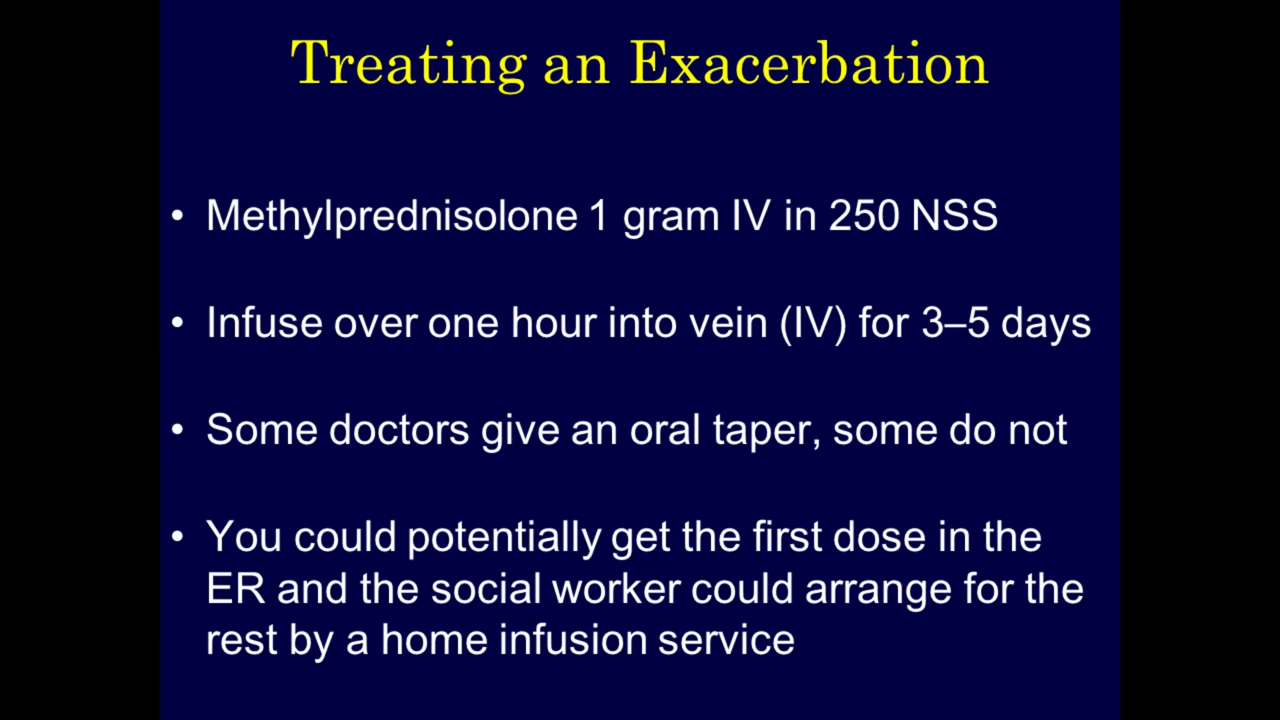 Treating an Exacerbation
• Methylprednisolone 1 gram IV in 250 NSS
• Infuse over one hour into vein (IV) for 3–5 days
• Some doctors give an oral taper, some do not
• You could potentially get the first dose in the
ER and the social worker could arrange for the
rest by a home infusion service